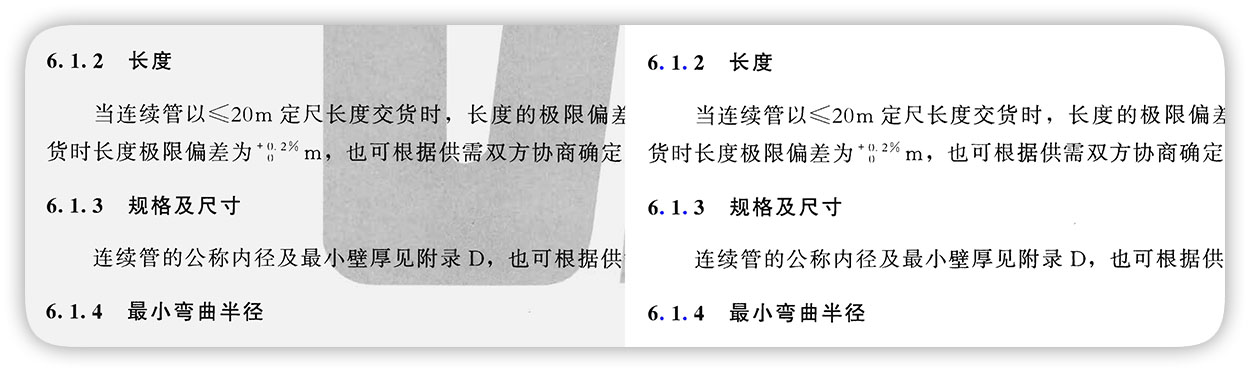 6.1.2 长度
当连续管以≤20m 定尺长度交货时，长度的极限偏差
货时长度极限偏差为 +0.2% 0 m，也可根据供需双方协商确定
6.1.3 规格及尺寸
连续管的公称内径及最小壁厚见附录 D，也可根据供
6.1.4 最小弯曲半径
6.1.2 长度
当连续管以≤20m 定尺长度交货时，长度的极限偏差
货时长度极限偏差为 +0.2% 0 m，也可根据供需双方协商确定
6.1.3 规格及尺寸
连续管的公称内径及最小壁厚见附录 D，也可根据供
6.1.4 最小弯曲半径